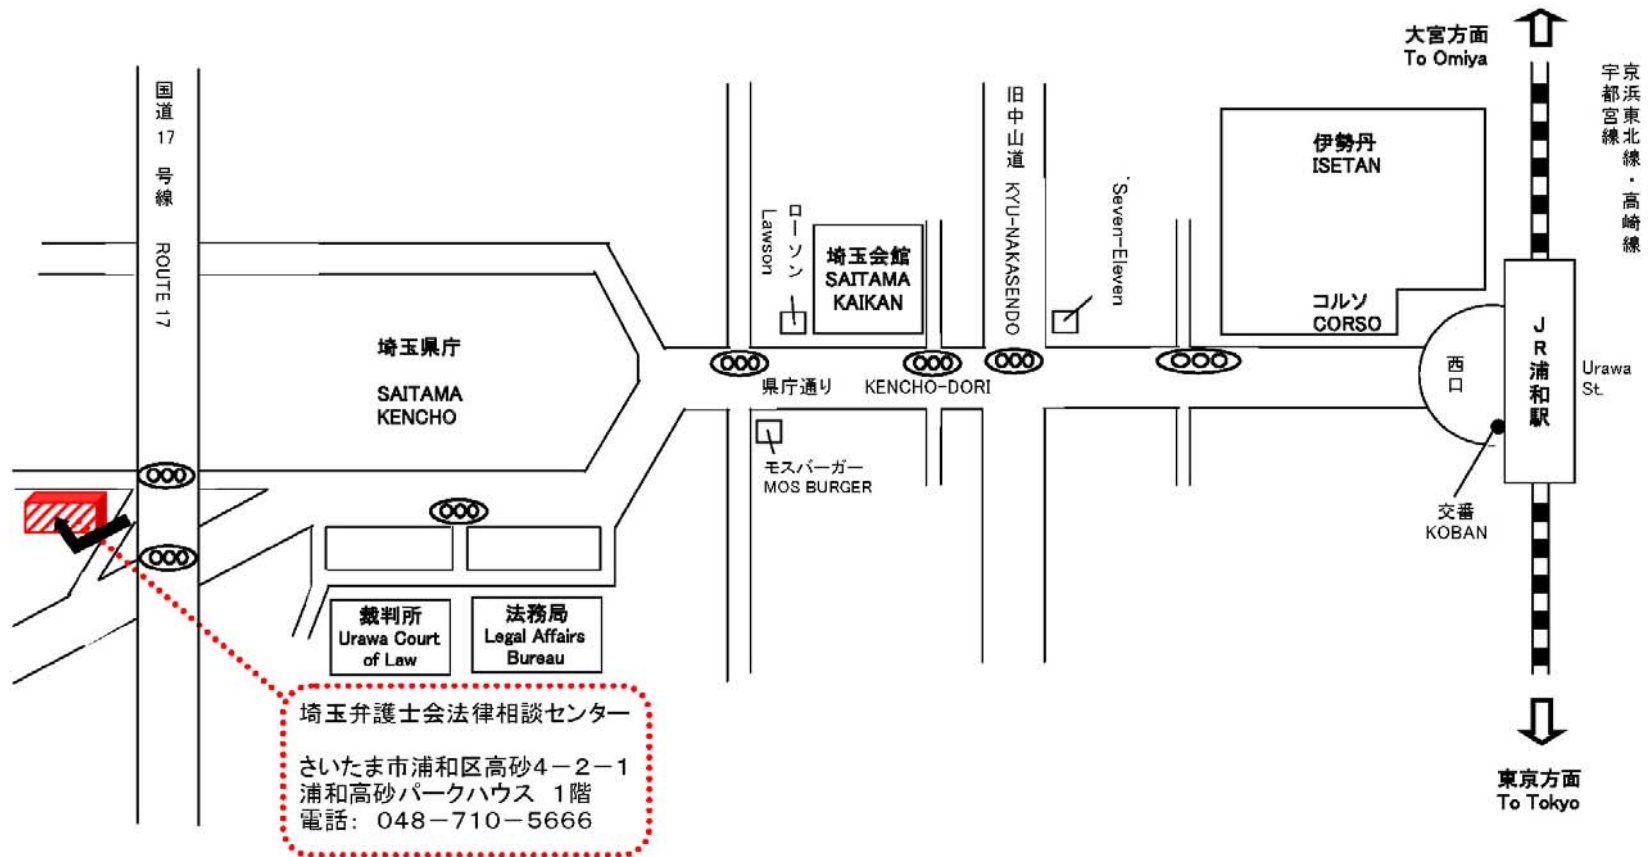 大宮方面
To Omiya
京浜東北線・高崎線
宇都宮線
国道 17 号線 ROUTE 17
旧中山道 KYU-NAKASENDO
伊勢丹
ISETAN
コルソ
CORSO
Seven-Eleven
ローソン
Lawson
埼玉会館
SAITAMA
KAIKAN
埼玉県庁
SAITAMA
KENCHO
県庁通り KENCHO-DORI
西口
JR浦和駅
Urawa
St.
モスバーガー
MOS BURGER
交番
KOBAN
裁判所
Urawa Court
of Law
法務局
Legal Affairs
Bureau
埼玉弁護士会法律相談センター
さいたま市浦和区高砂4-2-1
浦和高砂パークハウス 1階
電話: 048-710-5666
東京方面
To Tokyo